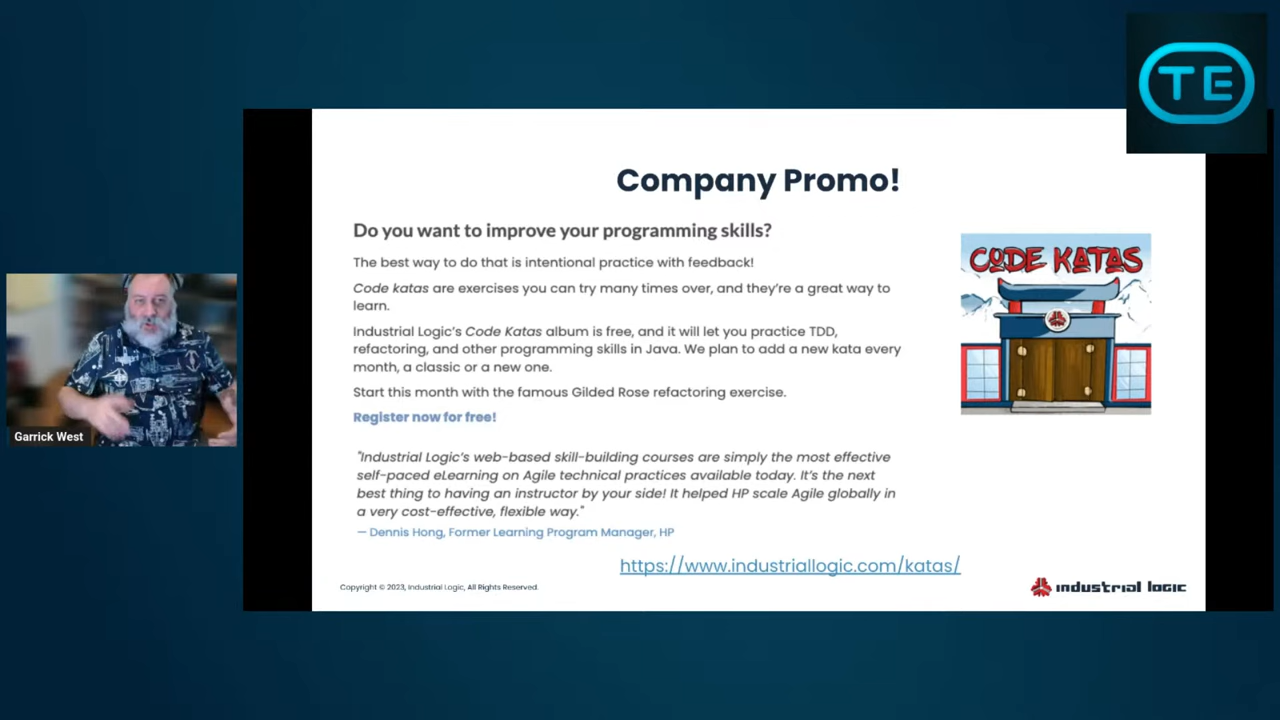 TE
Company Promo!
Do you want to improve your programming skills?
The best way to do that is intentional practice with feedback!
Code katas are exercises you can try many times over, and they're a great way to
learn.
Industrial Logic's Code Katas album is free, and it will let you practice TDD,
refactoring, and other programming skills in Java. We plan to add a new kata every
month, a classic or a new one.
Start this month with the famous Gilded Rose refactoring exercise.
Register now for free!
"Industrial Logic's web-based skill-building courses are simply the most effective
self-paced eLearning on Agile technical practices available today. It's the next
best thing to having an instructor by your side! It helped HP scale Agile globally in
a very cost-effective, flexible way."
— Dennis Hong, Former Learning Program Manager, HP
CODE KATAS
https://www.industriallogic.com/katas/
Copyright © 2023, Industrial Logic, All Rights Reserved.
industrial logic
Garrick West